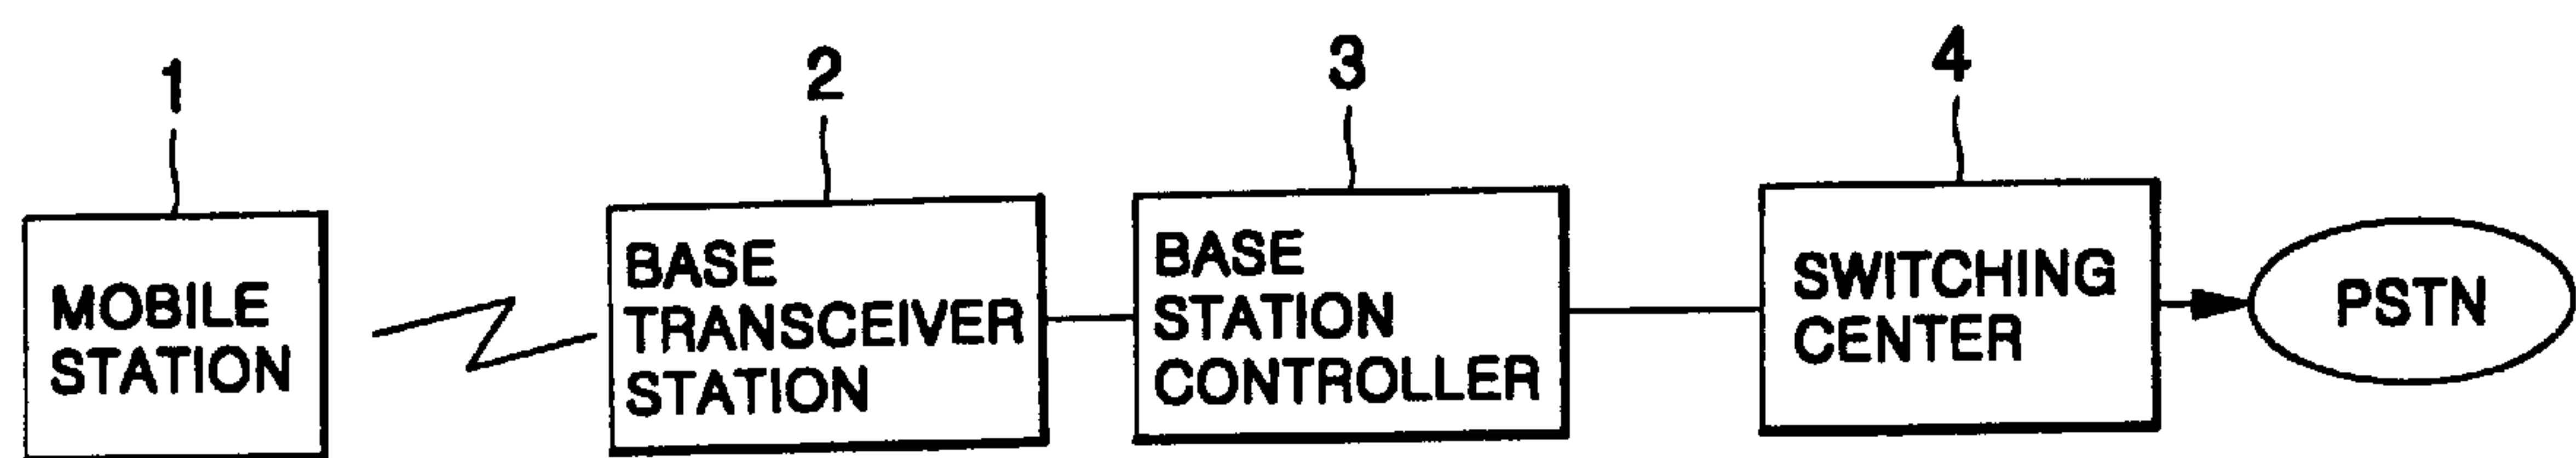 1
2
3
4
MOBILE
STATION
BASE
TRANSCEIVER
STATION
BASE
STATION
CONTROLLER
SWITCHING
CENTER
PSTN